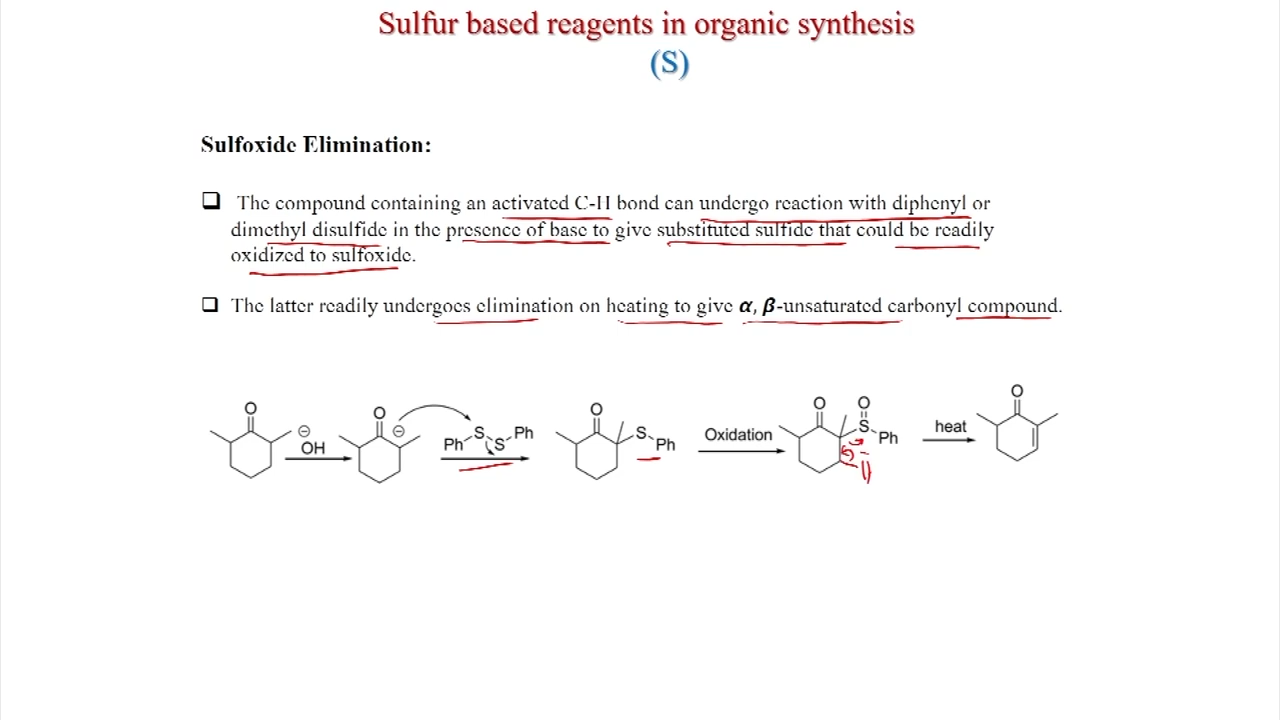 Sulfur based reagents in organic synthesis
(S)
Sulfoxide Elimination:
❑ The compound containing an activated C-H bond can undergo reaction with diphenyl or
dimethyl disulfide in the presence of base to give substituted sulfide that could be readily
oxidized to sulfoxide.
❑ The latter readily undergoes elimination on heating to give α, β-unsaturated carbonyl compound.
O
⊖
OH
O
⊖
Ph S S Ph
O
S Ph
Oxidation
O
O
S Ph
heat
O